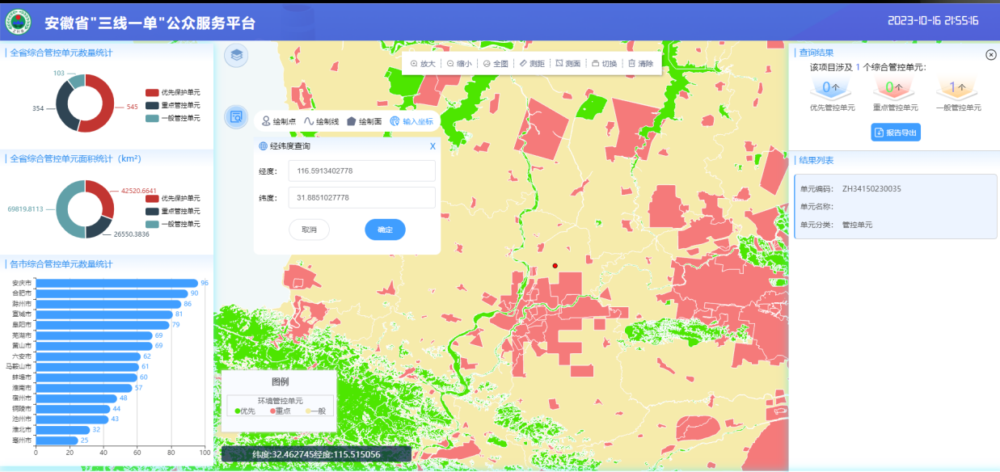 安徽省"三线一单"公众服务平台
2023-10-16 21:55:16
全省综合管控单元数量统计
103
354
545
优先保护单元
重点管控单元
一般管控单元
全省综合管控单元面积统计（km²）
42520.6641
69819.8113
26550.3836
优先保护单元
重点管控单元
一般管控单元
各市综合管控单元数量统计
安庆市 96
合肥市 90
滁州市 86
宣城市 81
阜阳市 79
芜湖市 69
黄山市 69
六安市 62
马鞍山市 61
蚌埠市 60
淮南市 57
宿州市 48
铜陵市 44
池州市 43
淮北市 32
亳州市 25
0 20 40 60 80 100
放大 缩小 全图 测距 测面 切换 清除
绘制点 绘制线 绘制面 输入坐标
经纬度查询 X
经度： 116.5913402778
纬度： 31.8851027778
取消 确定
图例
环境管控单元
优先 重点 一般
纬度:32.462745经度:115.515056
查询结果
该项目涉及 1 个综合管控单元：
0个 0个 1个
优先管控单元 重点管控单元 一般管控单元
报告导出
结果列表
单元编码： ZH34150230035
单元名称：
单元分类： 管控单元